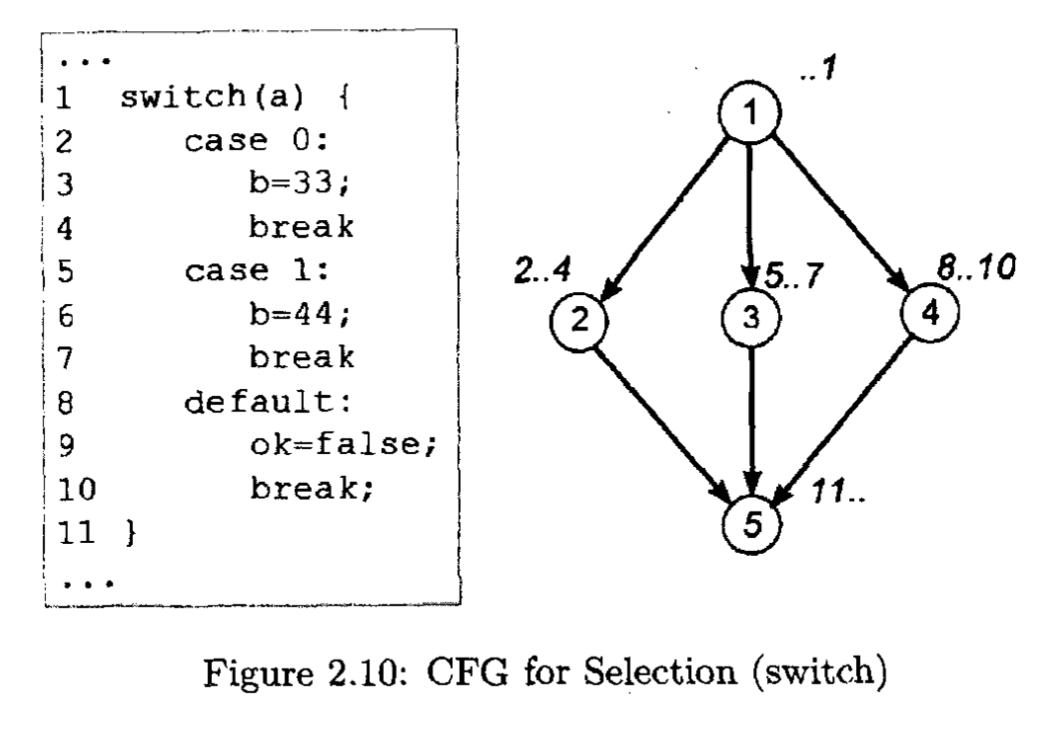 ...
1 switch(a) {
2 case 0:
3 b=33;
4 break
5 case 1:
6 b=44;
7 break
8 default:
9 ok=false;
10 break;
11 }
...
..1
1
2..4
5..7
8..10
2
3
4
11..
5
Figure 2.10: CFG for Selection (switch)